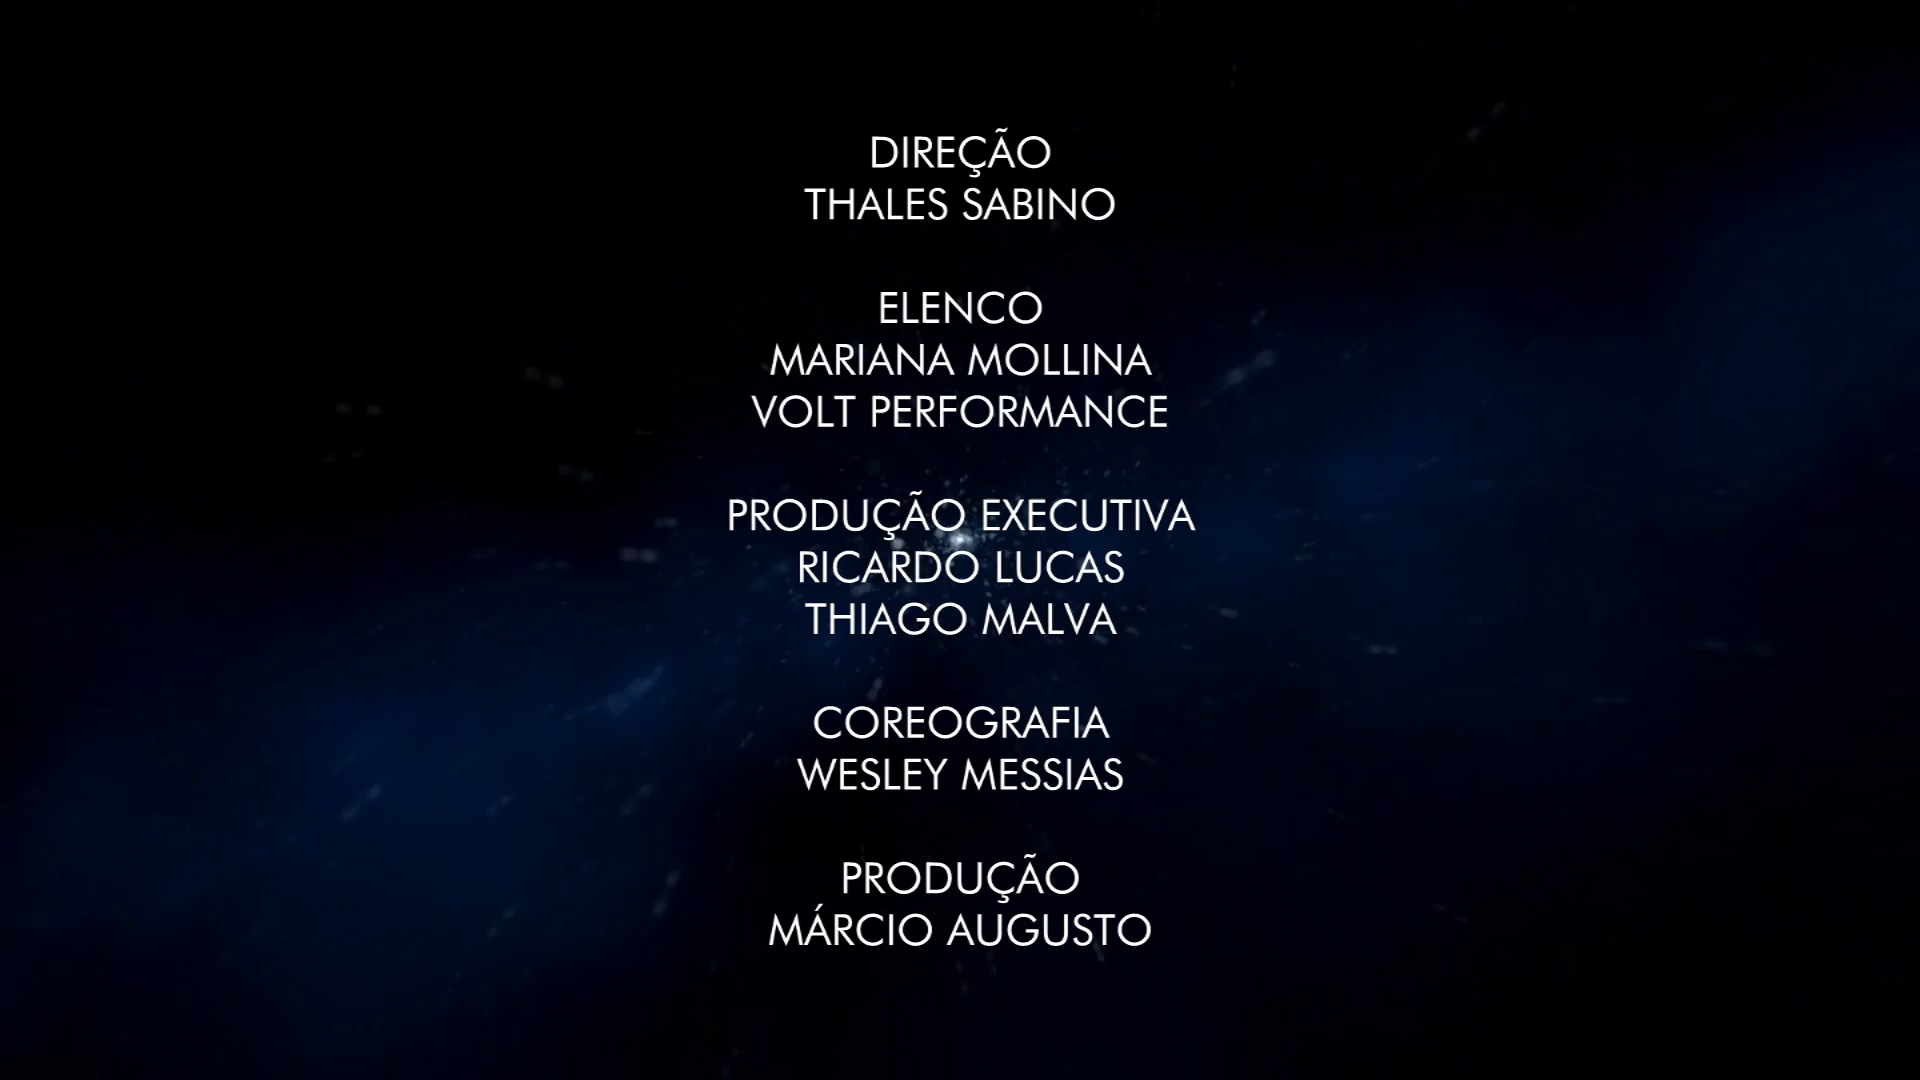 DIREÇÃO
THALES SABINO
ELENCO
MARIANA MOLLINA
VOLT PERFORMANCE
PRODUÇÃO EXECUTIVA
RICARDO LUCAS
THIAGO MALVA
COREOGRAFIA
WESLEY MESSIAS
PRODUÇÃO
MÁRCIO AUGUSTO